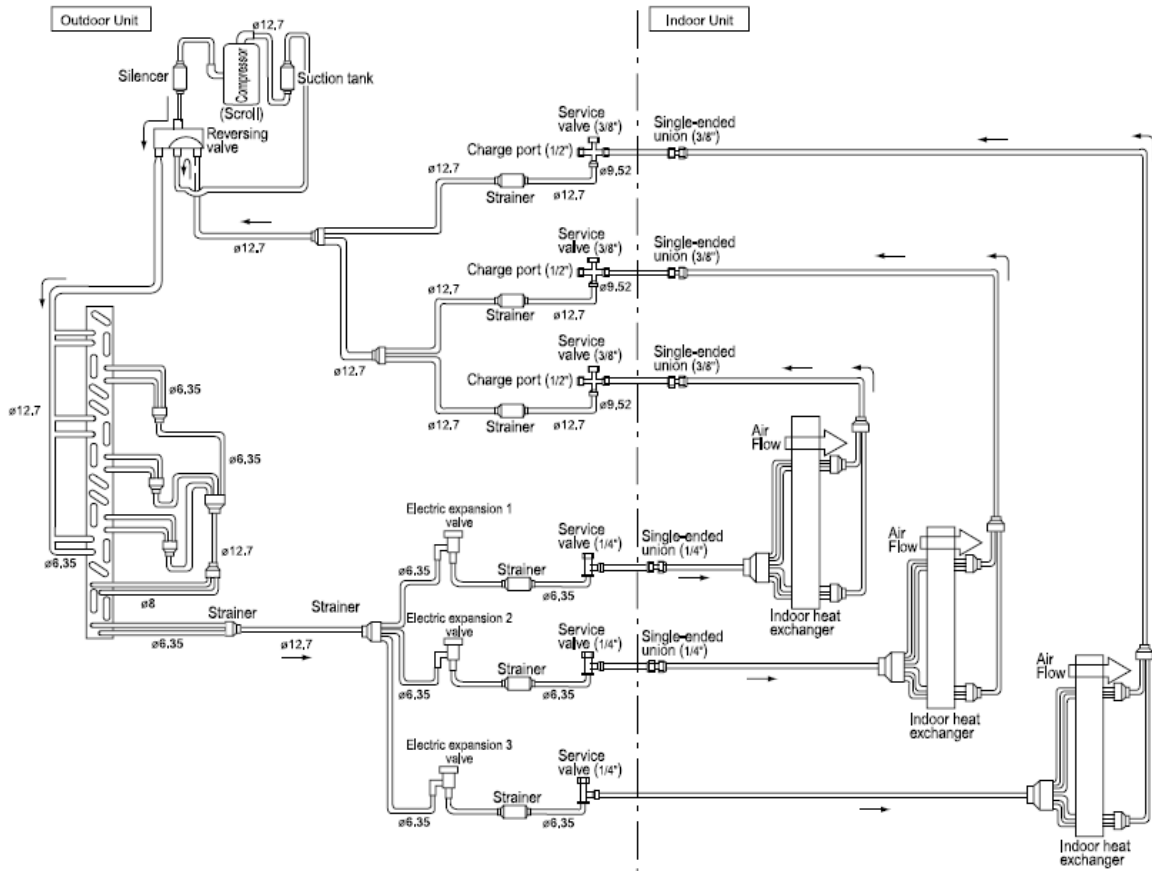 Outdoor Unit
Indoor Unit
ø12,7
Silencer
Compressor
(Scroll)
Suction tank
Reversing
valve
Service
valve (3/8")
Single-ended
union (3/8")
Charge port (1/2")
ø12,7
ø9,52
Strainer
ø12,7
ø12,7
Service
valve (3/8")
Single-ended
union (3/8")
Charge port (1/2")
ø12,7
ø9,52
Strainer
ø12,7
ø12,7
Service
valve (3/8")
Single-ended
union (3/8")
Charge port (1/2")
ø9,52
ø12,7
Strainer
ø12,7
ø6,35
ø12,7
ø6,35
ø12,7
ø6,35
ø8
Strainer
ø6,35
Strainer
ø12,7
Air
Flow
Electric expansion 1
valve
Service
valve (1/4")
Single-ended
union (1/4")
ø6,35
Strainer
ø6,35
Indoor heat
exchanger
Air
Flow
Electric expansion 2
valve
Service
valve (1/4")
Single-ended
union (1/4")
ø6,35
Strainer
ø6,35
Indoor heat
exchanger
Air
Flow
Electric expansion 3
valve
Service
valve (1/4")
Strainer
ø6,35
ø6,35
Indoor heat
exchanger